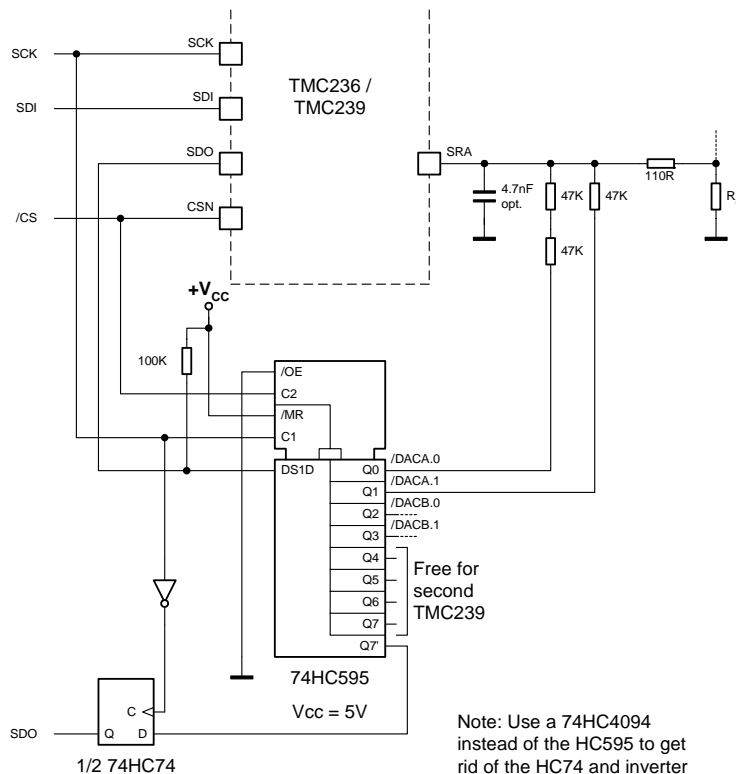 SCK
SCK
TMC236 /
TMC239
SDI
SDI
SDO
SRA
110R
4.7nF
opt.
47K
47K
R
/CS
CSN
47K
+VCC
100K
/OE
C2
/MR
C1
DS1D
Q0
/DACA.0
Q1
/DACA.1
Q2
/DACB.0
Q3
/DACB.1
Q4
Q5
Q6
Q7
Free for
second
TMC239
Q7'
74HC595
Vcc = 5V
C
SDO
Q
D
1/2 74HC74
Note: Use a 74HC4094
instead of the HC595 to get
rid of the HC74 and inverter